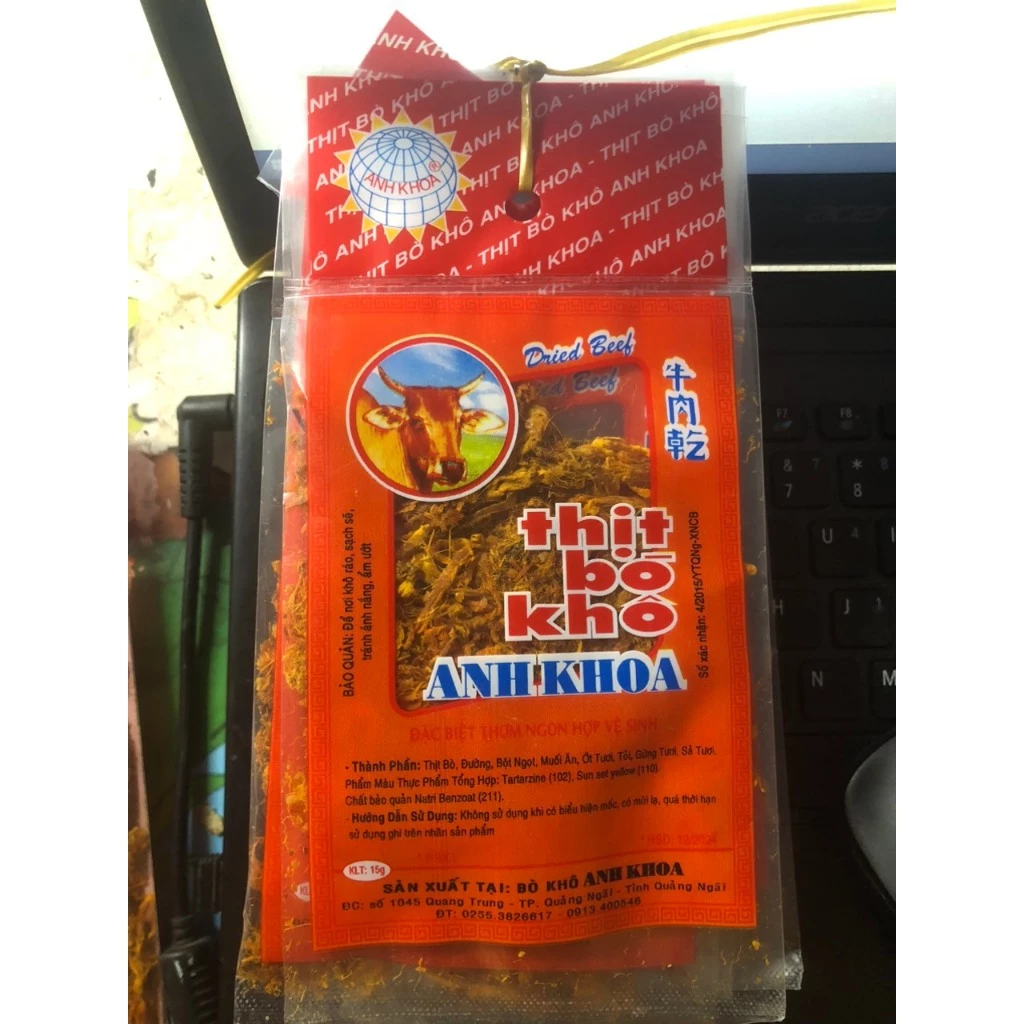 ANH KHOA - THỊT BÒ KHÔ ANH KHOA - THỊT BÒ KHÔ
ANH KHOA®
Dried Beef
牛肉乾
thịt
bò
khô
ANH KHOA
BẢO QUẢN: Để nơi khô ráo, sạch sẽ,
tránh ánh nắng, ẩm ướt
Số xác nhận: 4/2015/YTQNg-XNCB
ĐẶC BIỆT THƠM NGON HỢP VỆ SINH
- Thành Phần: Thịt Bò, Đường, Bột Ngọt, Muối Ăn, Ớt Tươi, Tỏi, Gừng Tươi, Sả Tươi.
Phẩm Màu Thực Phẩm Tổng Hợp: Tartarzine (102), Sun set yellow (110)
Chất bảo quản Natri Benzoat (211).
- Hướng Dẫn Sử Dụng: Không sử dụng khi có biểu hiện mốc, có mùi lạ, quá thời hạn
sử dụng ghi trên nhãn sản phẩm
KLT: 15g
SẢN XUẤT TẠI: BÒ KHÔ ANH KHOA
ĐC: số 1045 Quang Trung - TP. Quảng Ngãi - Tỉnh Quảng Ngãi
ĐT: 0255.3826617 - 0913.400546
acer
F7
F8
& 7
* 8
U
I
H
J
N
M